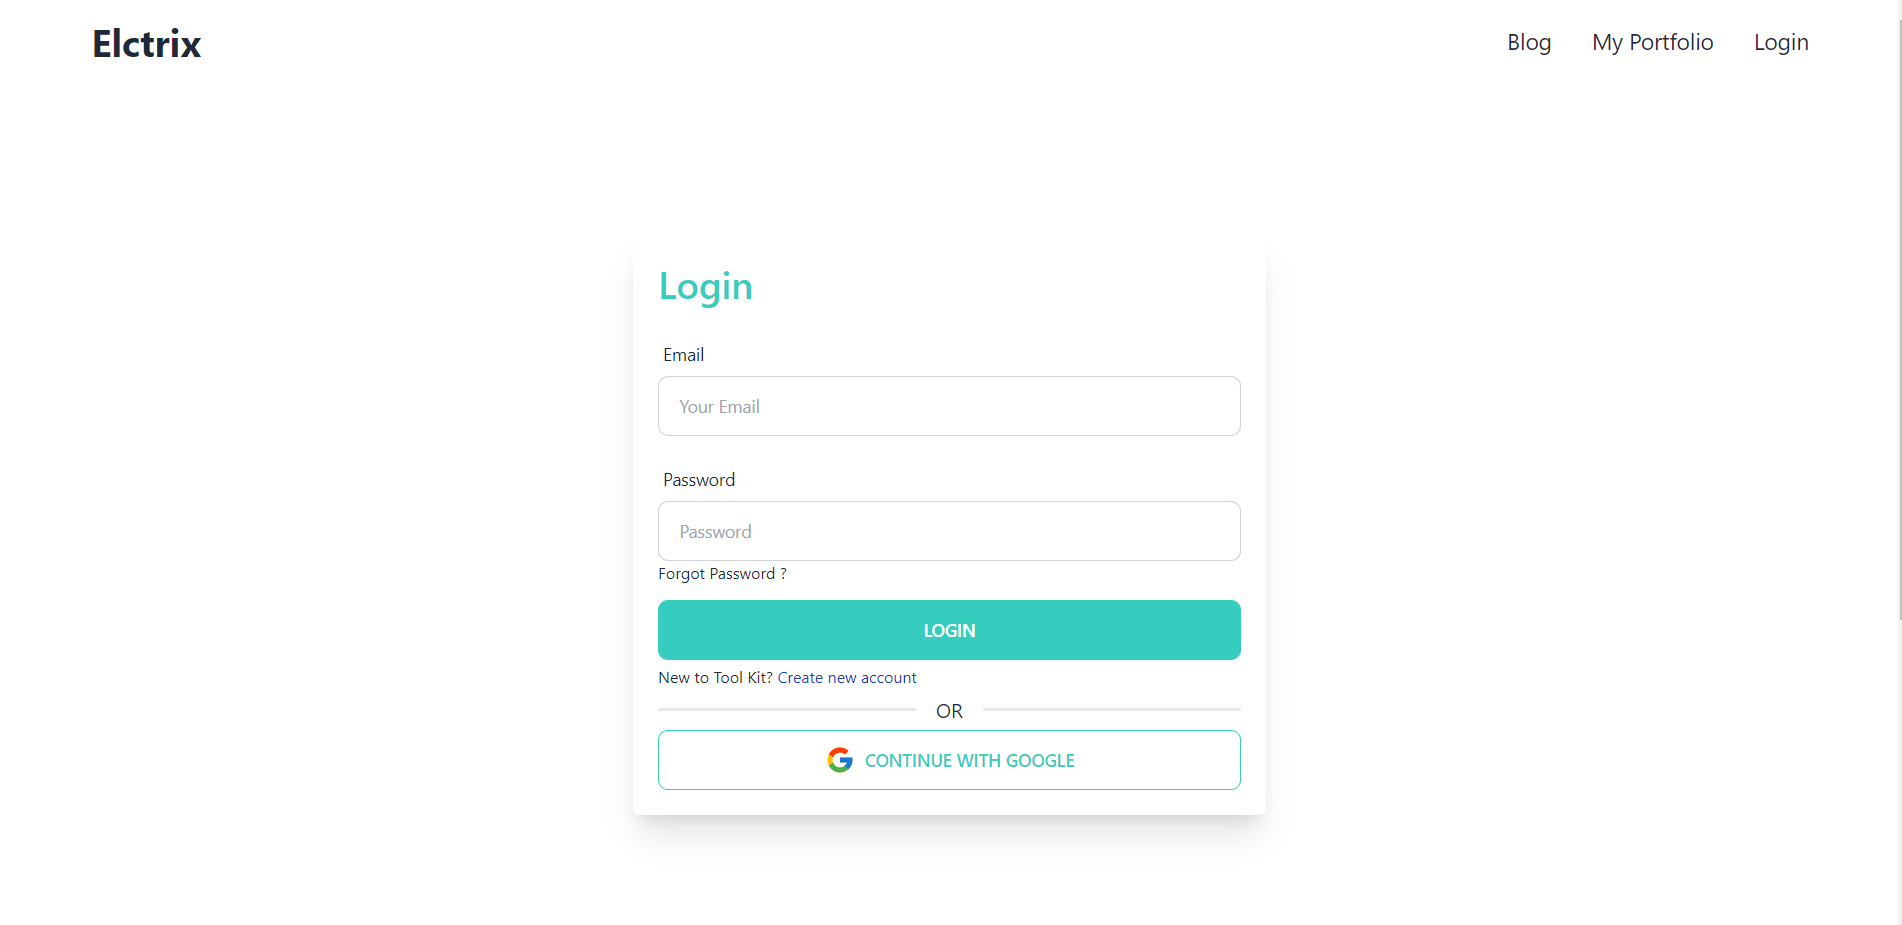 Elctrix
Blog My Portfolio Login
Login
Email
Your Email
Password
Password
Forgot Password ?
LOGIN
New to Tool Kit? Create new account
OR
CONTINUE WITH GOOGLE